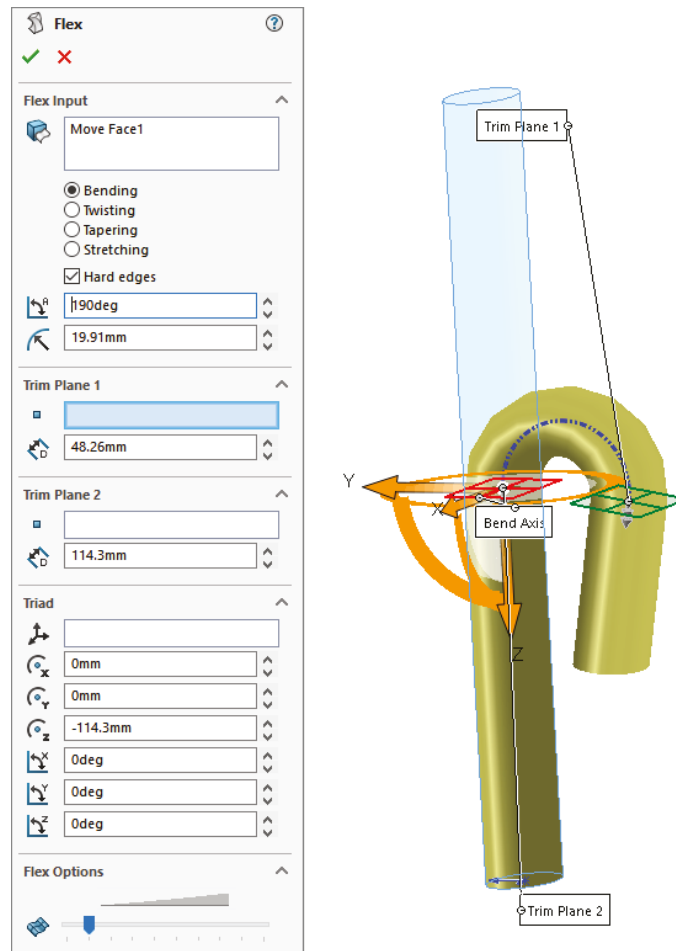 Flex
Flex Input
Move Face1
Bending
Twisting
Tapering
Stretching
Hard edges
190deg
19.91mm
Trim Plane 1
48.26mm
Trim Plane 2
114.3mm
Triad
0mm
0mm
-114.3mm
0deg
0deg
0deg
Flex Options
Trim Plane 1
Y
X
Bend Axis
Z
Trim Plane 2